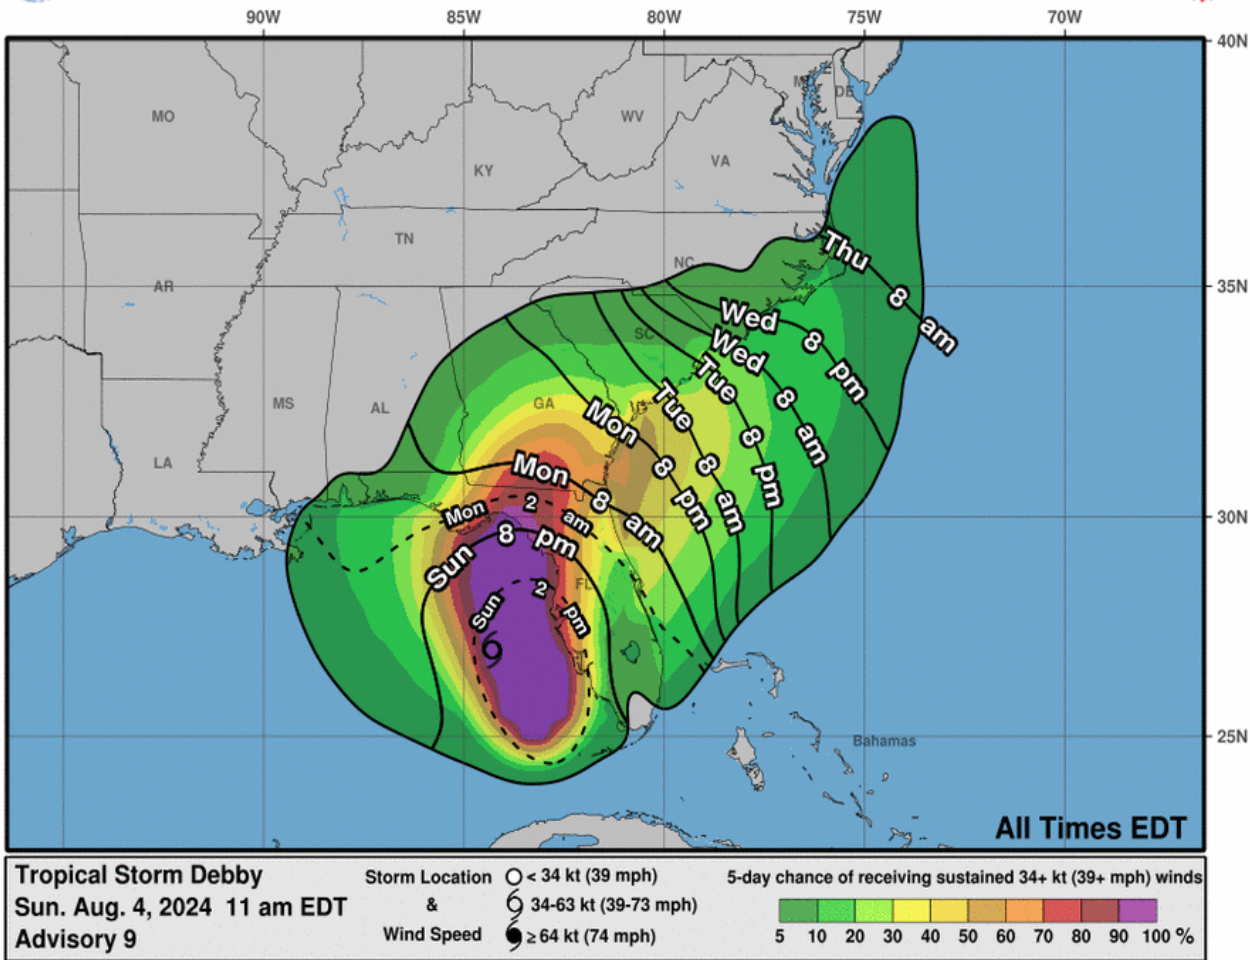 90W 85W 80W 75W 70W
40N
MO
WV
DE
VA
KY
TN
NC
Thu 8 am
AR
35N
Wed 8 pm
SC
Wed 8 am
Tue 8 pm
MS
AL
GA
Tue 8 am
Mon 8 pm
LA
Mon 8 am
Mon 2 am
30N
Sun 8 pm
FL
Sun 2 pm
25N
Bahamas
All Times EDT
Tropical Storm Debby
Sun. Aug. 4, 2024 11 am EDT
Advisory 9
Storm Location
&
Wind Speed
< 34 kt (39 mph)
34-63 kt (39-73 mph)
≥ 64 kt (74 mph)
5-day chance of receiving sustained 34+ kt (39+ mph) winds
5 10 20 30 40 50 60 70 80 90 100 %